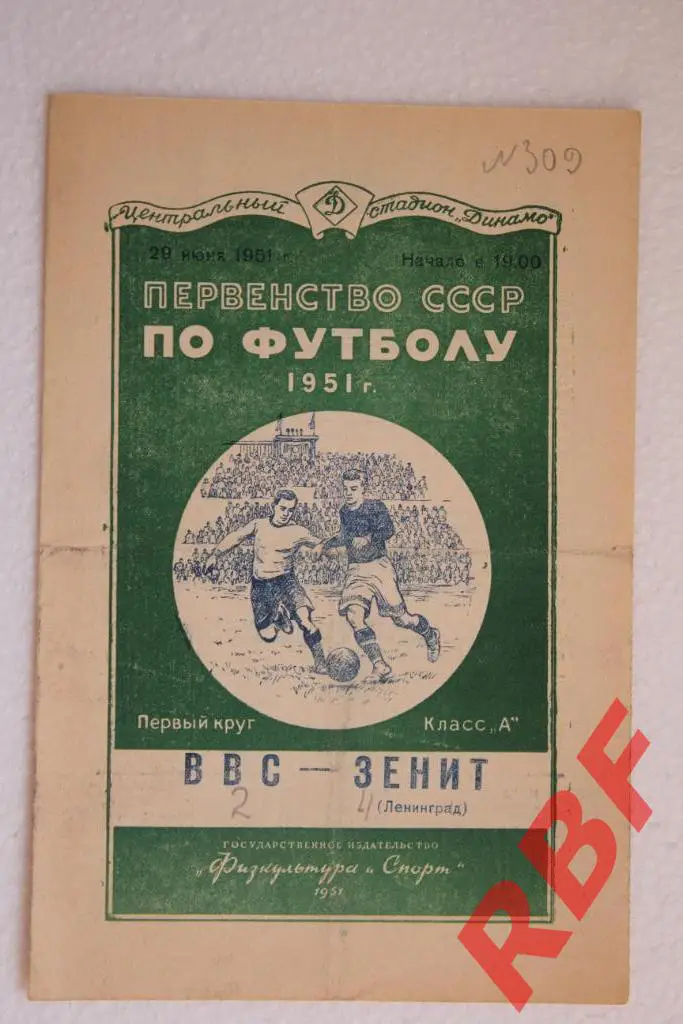 №309
Центральный Д стадион „Динамо“
29 июня 1951 г. Начало в 19.00
ПЕРВЕНСТВО СССР
ПО ФУТБОЛУ
1951 г.
Первый круг Класс „А“
ВВС — ЗЕНИТ
2 4 (Ленинград)
ГОСУДАРСТВЕННОЕ ИЗДАТЕЛЬСТВО
„Физкультура и Спорт“
1951
RBF